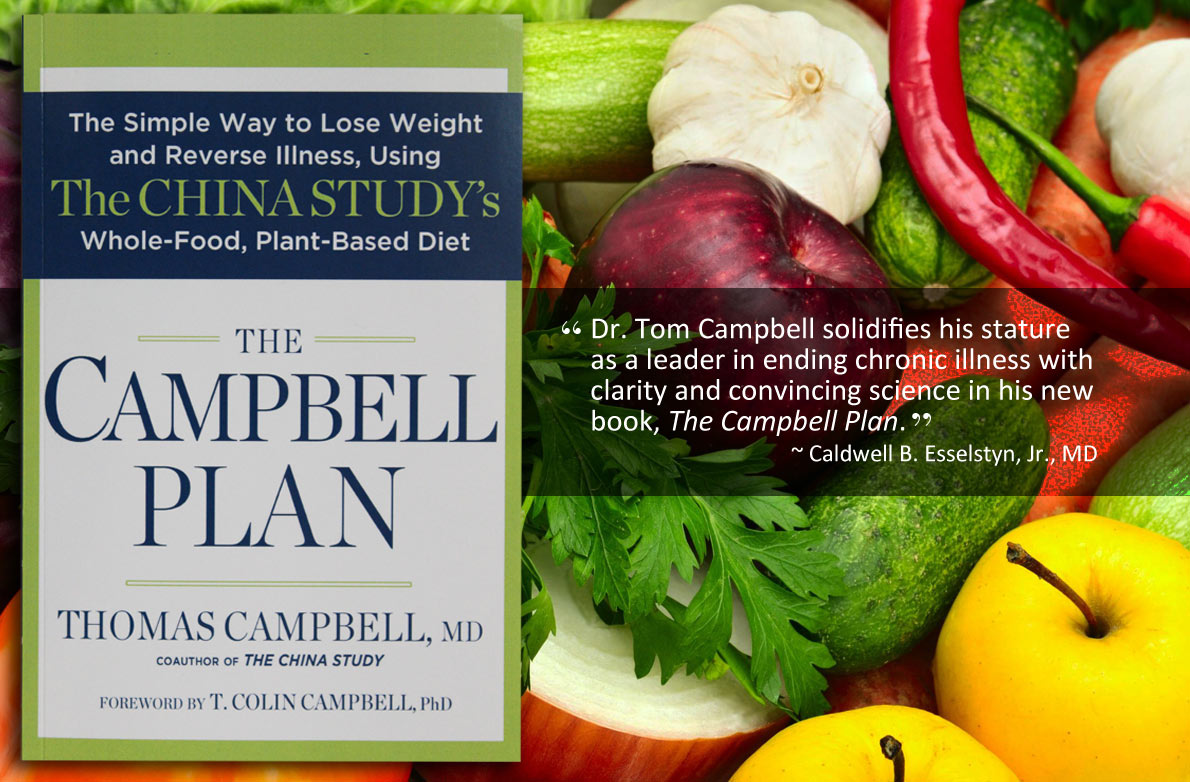 The Simple Way to Lose Weight
and Reverse Illness, Using
The CHINA STUDY's
Whole-Food, Plant-Based Diet
THE
CAMPBELL
PLAN
THOMAS CAMPBELL, MD
COAUTHOR OF THE CHINA STUDY
FOREWORD BY T. COLIN CAMPBELL, PhD
“ Dr. Tom Campbell solidifies his stature
as a leader in ending chronic illness with
clarity and convincing science in his new
book, The Campbell Plan. ”
~ Caldwell B. Esselstyn, Jr., MD